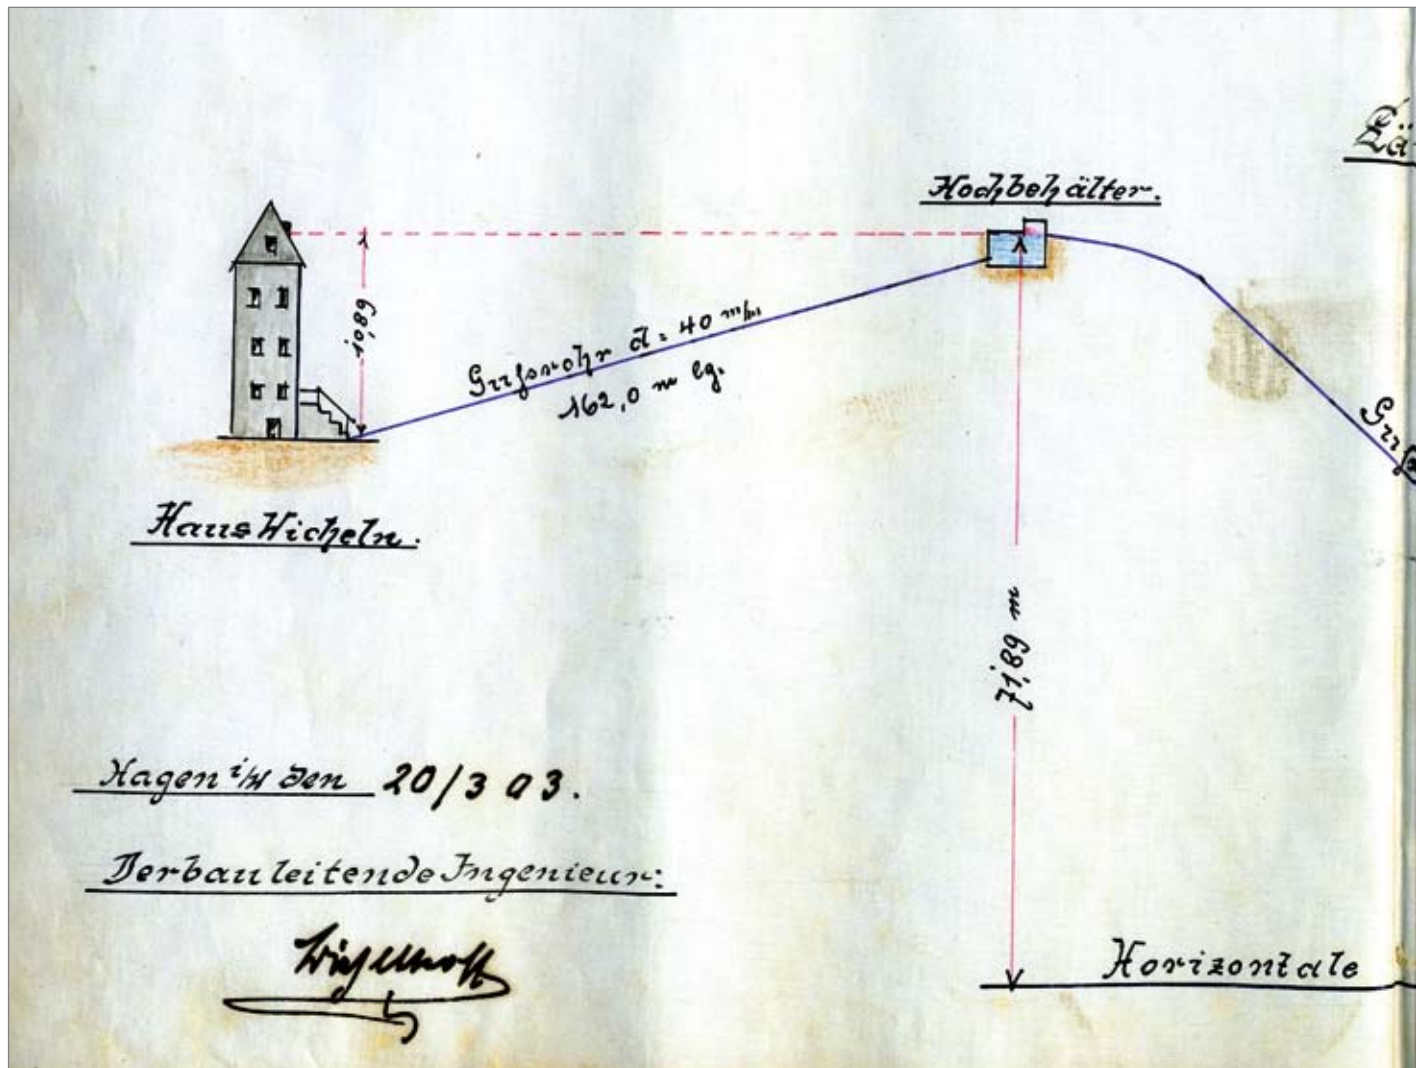 Hochbehälter.
10,89
Gussrohr d = 40 m/m
162,0 m lg.
Haus Wicheln.
71,89 m
Hagen i/W den 20/3 03.
Der bauleitende Ingenieur:
Horizontale